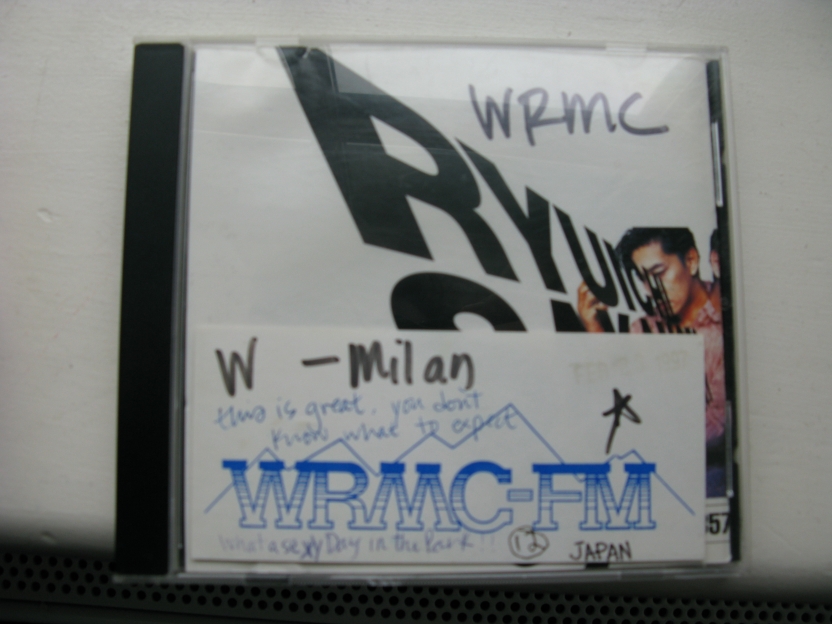 WRMC
RYUICHI
W - Milan
this is great. you don't
know what to expect
WRMC-FM
What a sexy Day in the Park!!
12
JAPAN
57